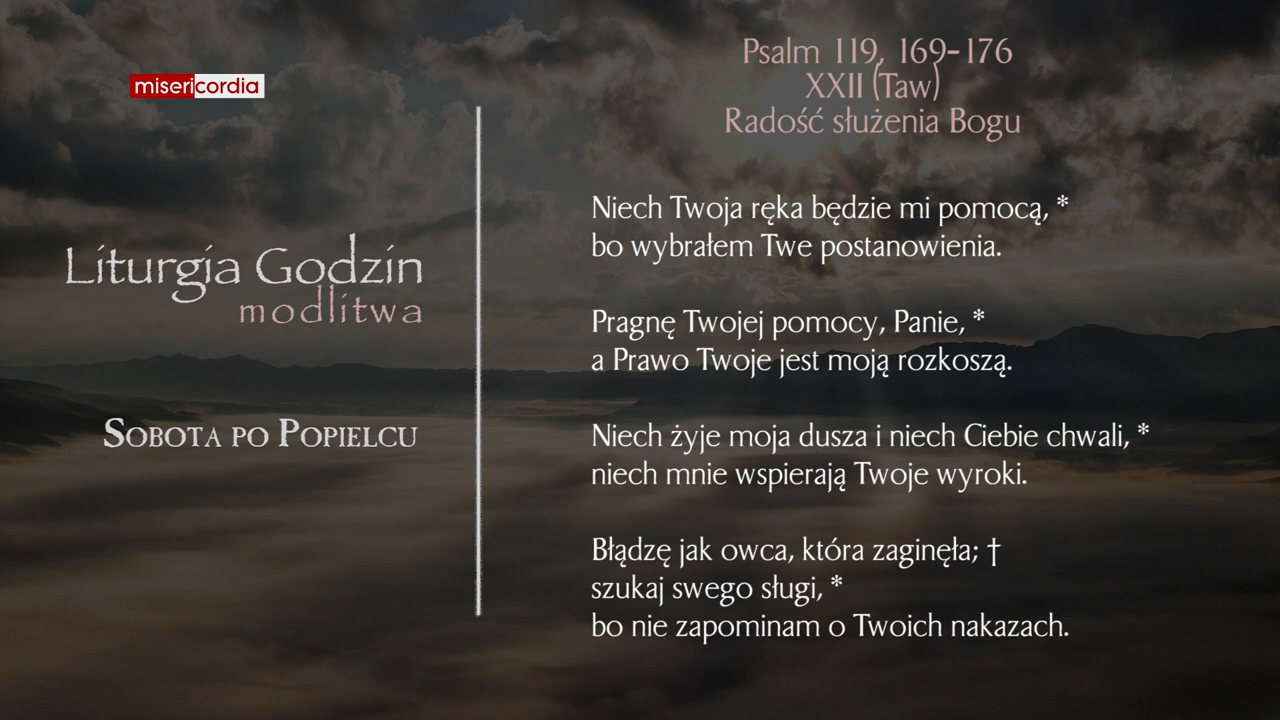 misericordia
Liturgia Godzin
modlitwa
Sobota po Popielcu
Psalm 119, 169-176
XXII (Taw)
Radość służenia Bogu
Niech Twoja ręka będzie mi pomocą, *
bo wybrałem Twe postanowienia.
Pragnę Twojej pomocy, Panie, *
a Prawo Twoje jest moją rozkoszą.
Niech żyje moja dusza i niech Ciebie chwali, *
niech mnie wspierają Twoje wyroki.
Błądzę jak owca, która zaginęła; †
szukaj swego sługi, *
bo nie zapominam o Twoich nakazach.